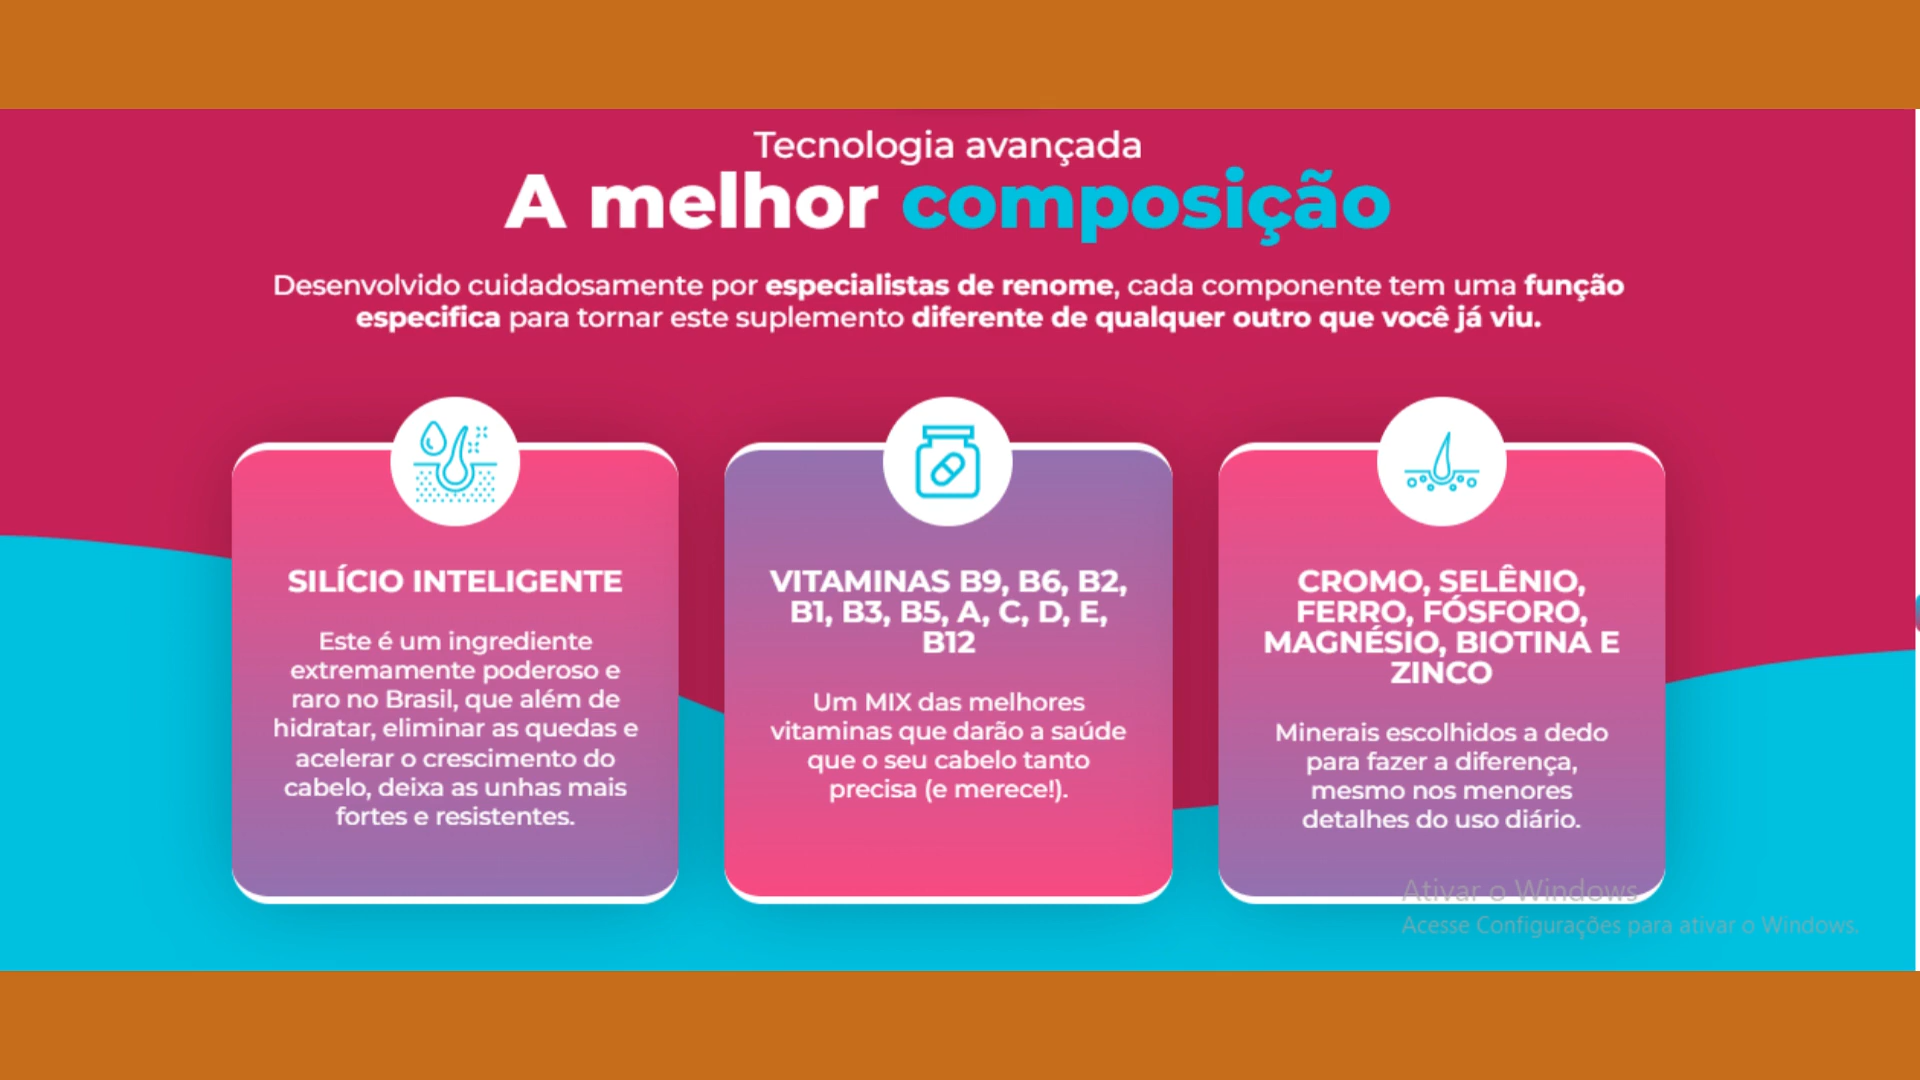 Tecnologia avançada
A melhor composição
Desenvolvido cuidadosamente por especialistas de renome, cada componente tem uma função
especifica para tornar este suplemento diferente de qualquer outro que você já viu.
SILÍCIO INTELIGENTE
Este é um ingrediente
extremamente poderoso e
raro no Brasil, que além de
hidratar, eliminar as quedas e
acelerar o crescimento do
cabelo, deixa as unhas mais
fortes e resistentes.
VITAMINAS B9, B6, B2,
B1, B3, B5, A, C, D, E,
B12
Um MIX das melhores
vitaminas que darão a saúde
que o seu cabelo tanto
precisa (e merece!).
CROMO, SELÊNIO,
FERRO, FÓSFORO,
MAGNÉSIO, BIOTINA E
ZINCO
Minerais escolhidos a dedo
para fazer a diferença,
mesmo nos menores
detalhes do uso diário.
Ativar o Windows
Acesse Configurações para ativar o Windows.